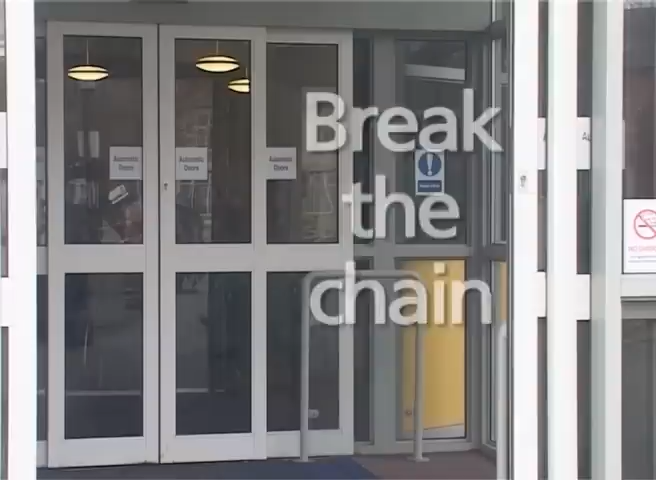 Break
the
chain
Automatic
Doors
Automatic
Doors
Automatic
Doors